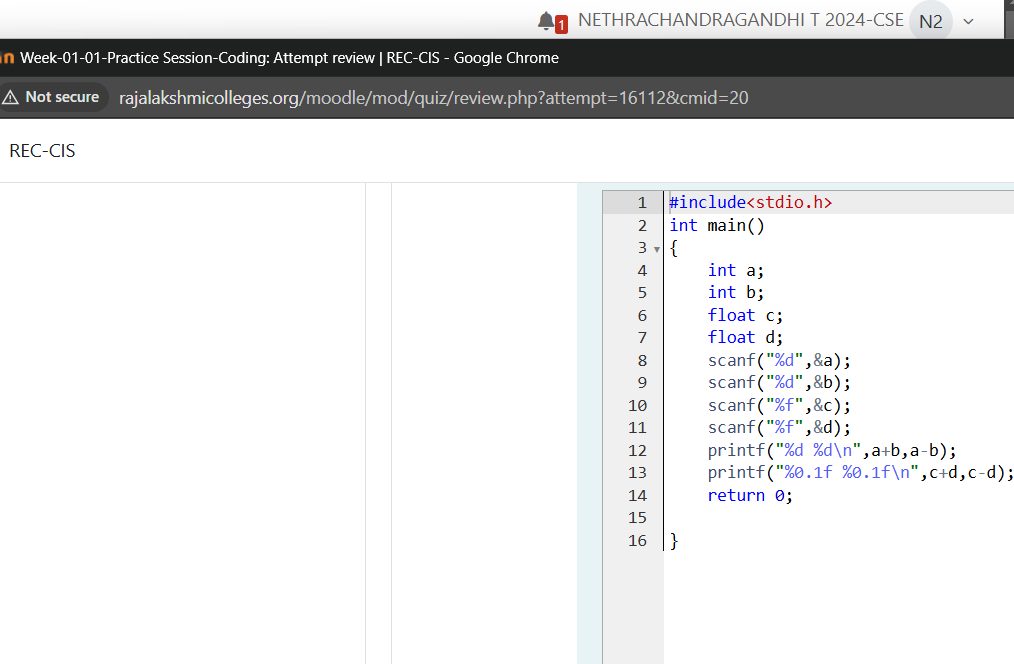 1 NETHRACHANDRAGANDHI T 2024-CSE N2
Week-01-01-Practice Session-Coding: Attempt review | REC-CIS - Google Chrome
Not secure rajalakshmicolleges.org/moodle/mod/quiz/review.php?attempt=16112&cmid=20
REC-CIS
1 #include<stdio.h>
2 int main()
3 {
4 int a;
5 int b;
6 float c;
7 float d;
8 scanf("%d",&a);
9 scanf("%d",&b);
10 scanf("%f",&c);
11 scanf("%f",&d);
12 printf("%d %d\n",a+b,a-b);
13 printf("%0.1f %0.1f\n",c+d,c-d);
14 return 0;
15
16 }